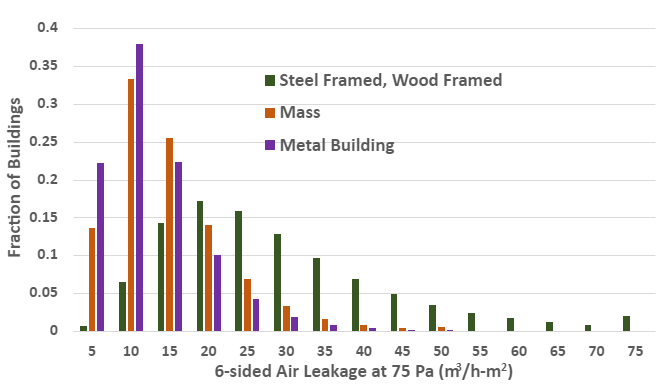 0.4
0.35
0.3
0.25
0.2
0.15
0.1
0.05
0
Fraction of Buildings
Steel Framed, Wood Framed
Mass
Metal Building
5 10 15 20 25 30 35 40 45 50 55 60 65 70 75
6-sided Air Leakage at 75 Pa (m³/h-m²)